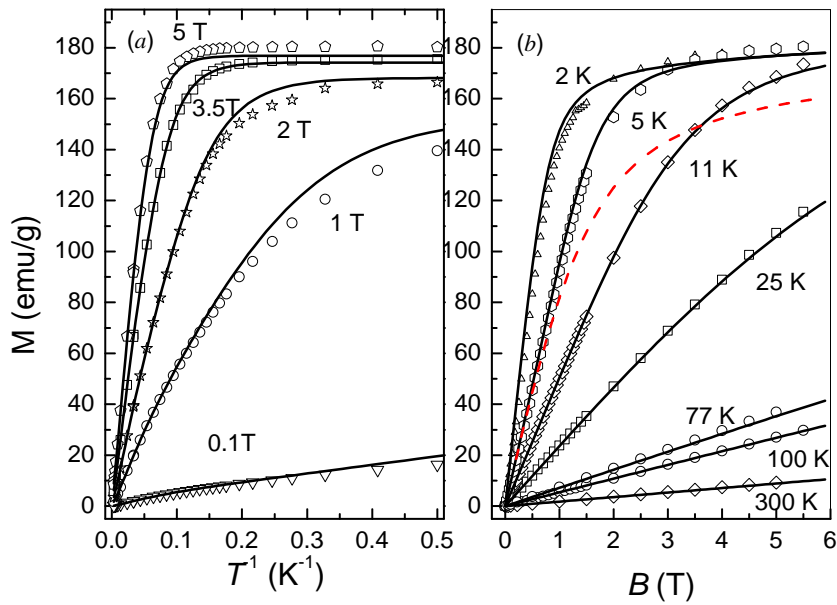 (a)
5 T
3.5T
2 T
1 T
0.1T
M (emu/g)
180
160
140
120
100
80
60
40
20
0
0.0 0.1 0.2 0.3 0.4 0.5
T⁻¹ (K⁻¹)
(b)
2 K
5 K
11 K
25 K
77 K
100 K
300 K
180
160
140
120
100
80
60
40
20
0
0 1 2 3 4 5 6
B (T)